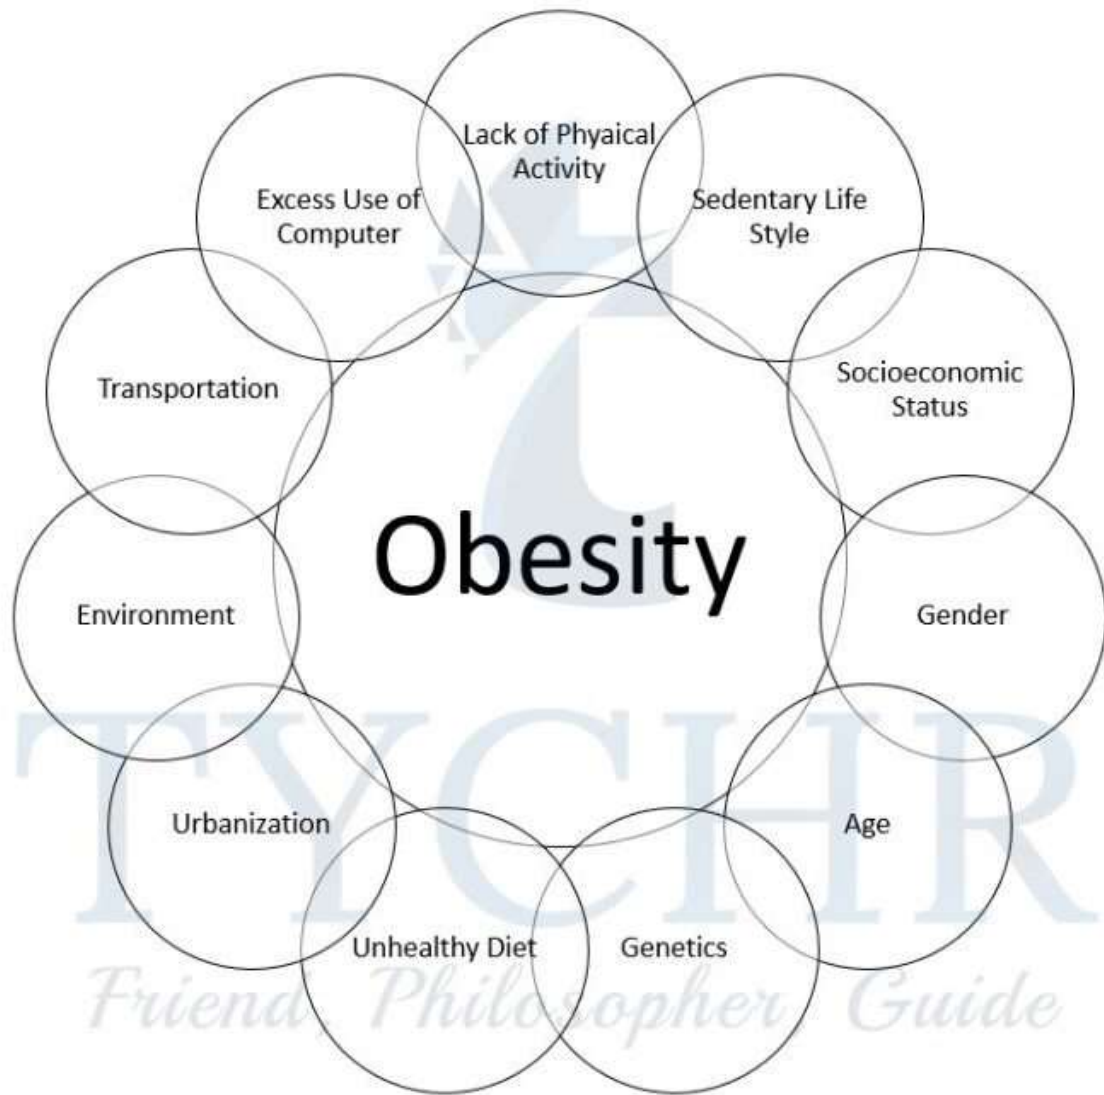 Lack of Phyaical
Activity
Sedentary Life
Style
Socioeconomic
Status
Gender
Age
Genetics
Unhealthy Diet
Urbanization
Environment
Transportation
Excess Use of
Computer
Obesity
TYCHR
Friend, Philosopher, Guide